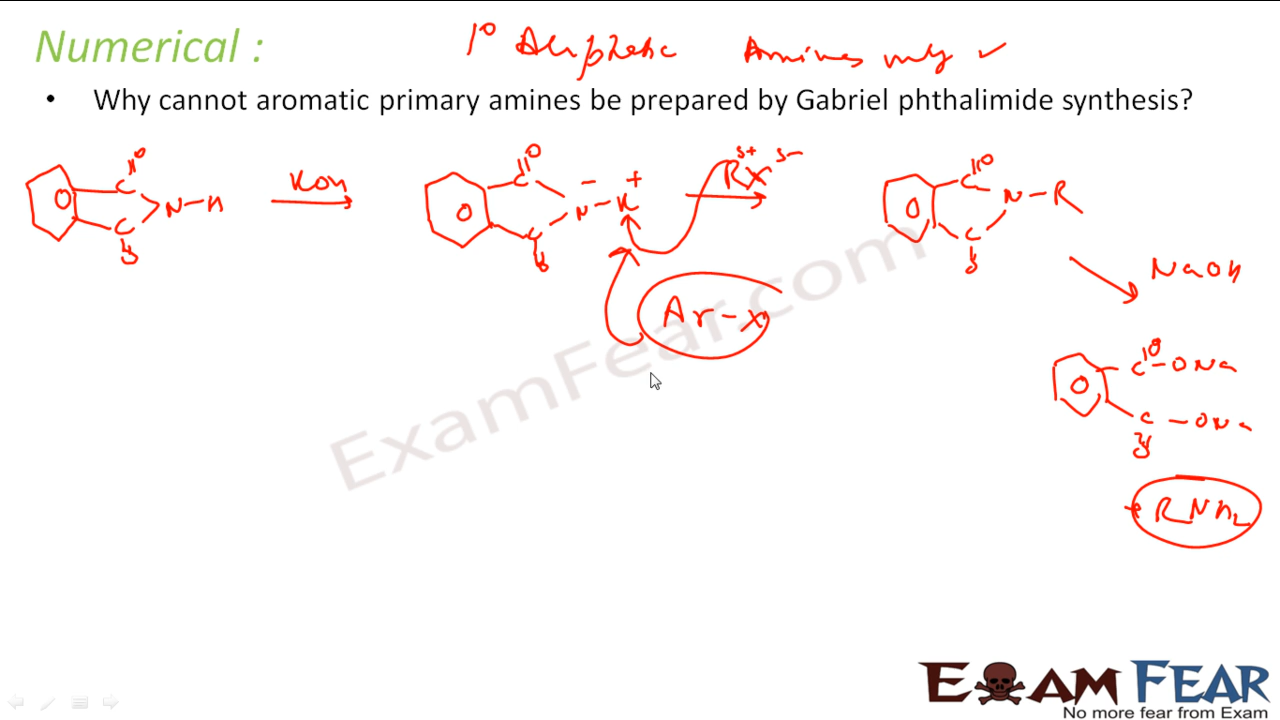 Numerical :
1° Aliphatic Amines only ✓
• Why cannot aromatic primary amines be prepared by Gabriel phthalimide synthesis?
O C N-H C O
KOH
O C N⁻-K⁺ C O
R^δ+ X^δ−
O C N-R C O
Ar-X
NaOH
O C-ONa
C-ONa O
+ RNH₂
ExamFear.com
EXAM FEAR
No more fear from Exam